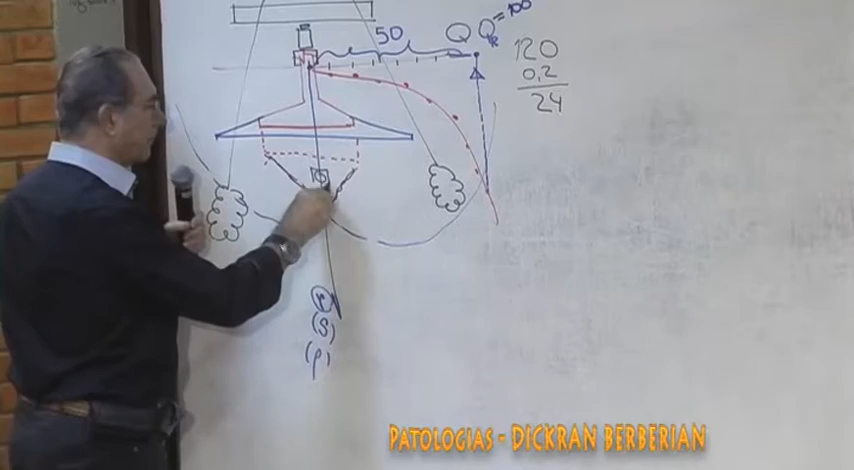 50
Q Q =100
120
0,2
24
PATOLOGIAS - DICKRAN BERBERIAN